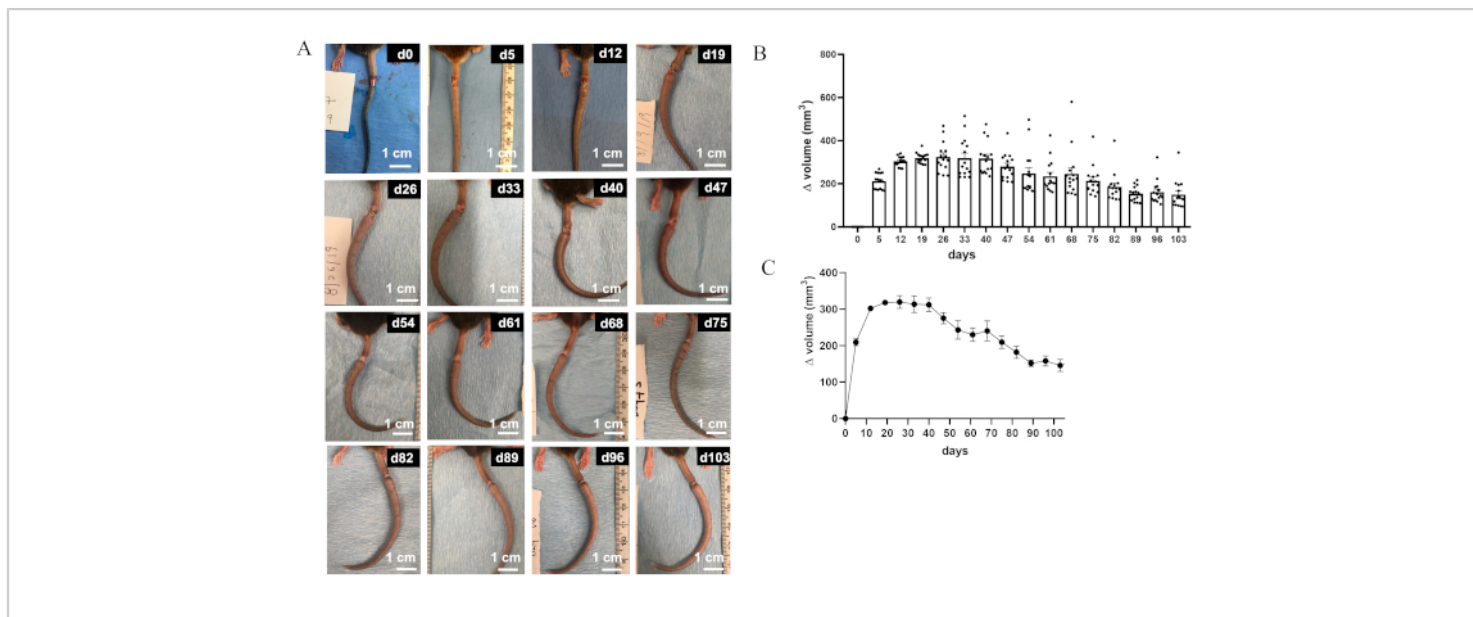 A
d0
d5
d12
d19
1 cm
1 cm
1 cm
1 cm
d26
d33
d40
d47
8/26/19
1 cm
1 cm
1 cm
1 cm
d54
d61
d68
d75
1 cm
1 cm
1 cm
1 cm
d82
d89
d96
d103
1 cm
1 cm
1 cm
1 cm
B
Δ volume (mm³)
800
600
400
200
0
0 5 12 19 26 33 40 47 54 61 68 75 82 89 96 103
days
C
Δ volume (mm³)
400
300
200
100
0
0 10 20 30 40 50 60 70 80 90 100
days